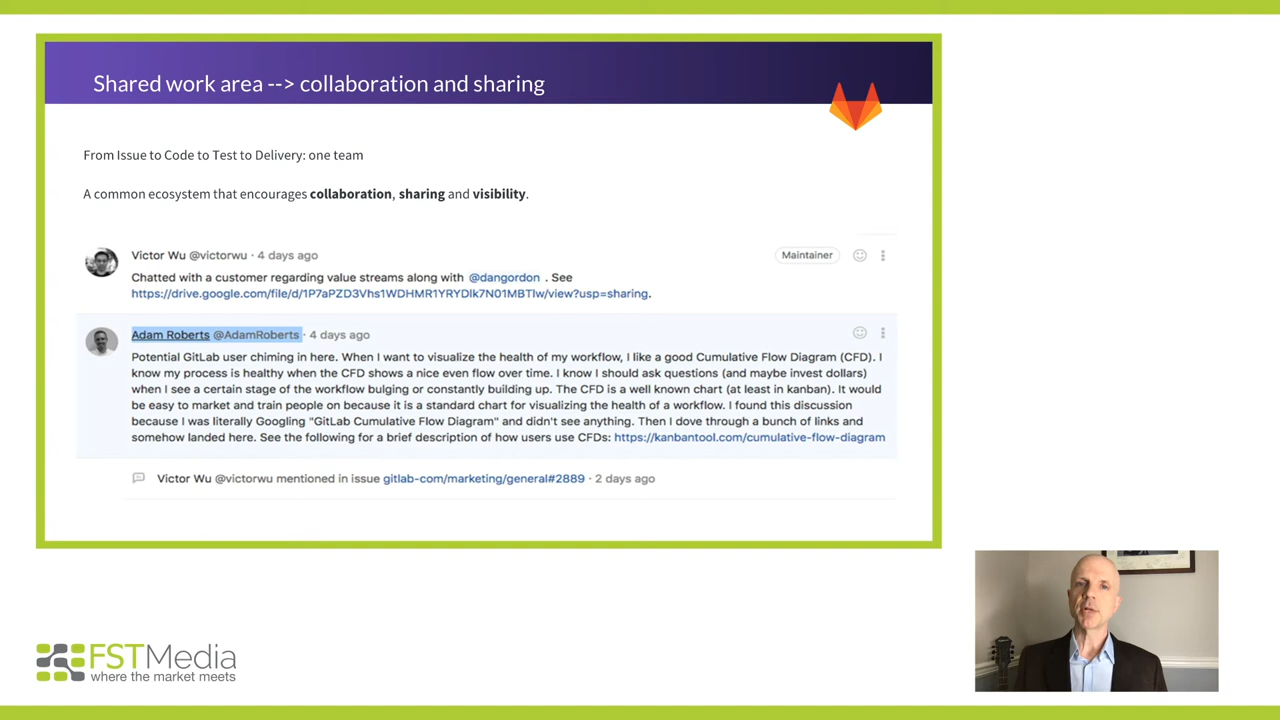 Shared work area --> collaboration and sharing
From Issue to Code to Test to Delivery: one team
A common ecosystem that encourages collaboration, sharing and visibility.
Victor Wu @victorwu · 4 days ago
Maintainer
Chatted with a customer regarding value streams along with @dangordon . See
https://drive.google.com/file/d/1P7aPZD3Vhs1WDHMR1YRYDlk7N01MBTlw/view?usp=sharing.
Adam Roberts @AdamRoberts · 4 days ago
Potential GitLab user chiming in here. When I want to visualize the health of my workflow, I like a good Cumulative Flow Diagram (CFD). I
know my process is healthy when the CFD shows a nice even flow over time. I know I should ask questions (and maybe invest dollars)
when I see a certain stage of the workflow bulging or constantly building up. The CFD is a well known chart (at least in kanban). It would
be easy to market and train people on because it is a standard chart for visualizing the health of a workflow. I found this discussion
because I was literally Googling "GitLab Cumulative Flow Diagram" and didn't see anything. Then I dove through a bunch of links and
somehow landed here. See the following for a brief description of how users use CFDs: https://kanbantool.com/cumulative-flow-diagram
Victor Wu @victorwu mentioned in issue gitlab-com/marketing/general#2889 · 2 days ago
FSTMedia
where the market meets